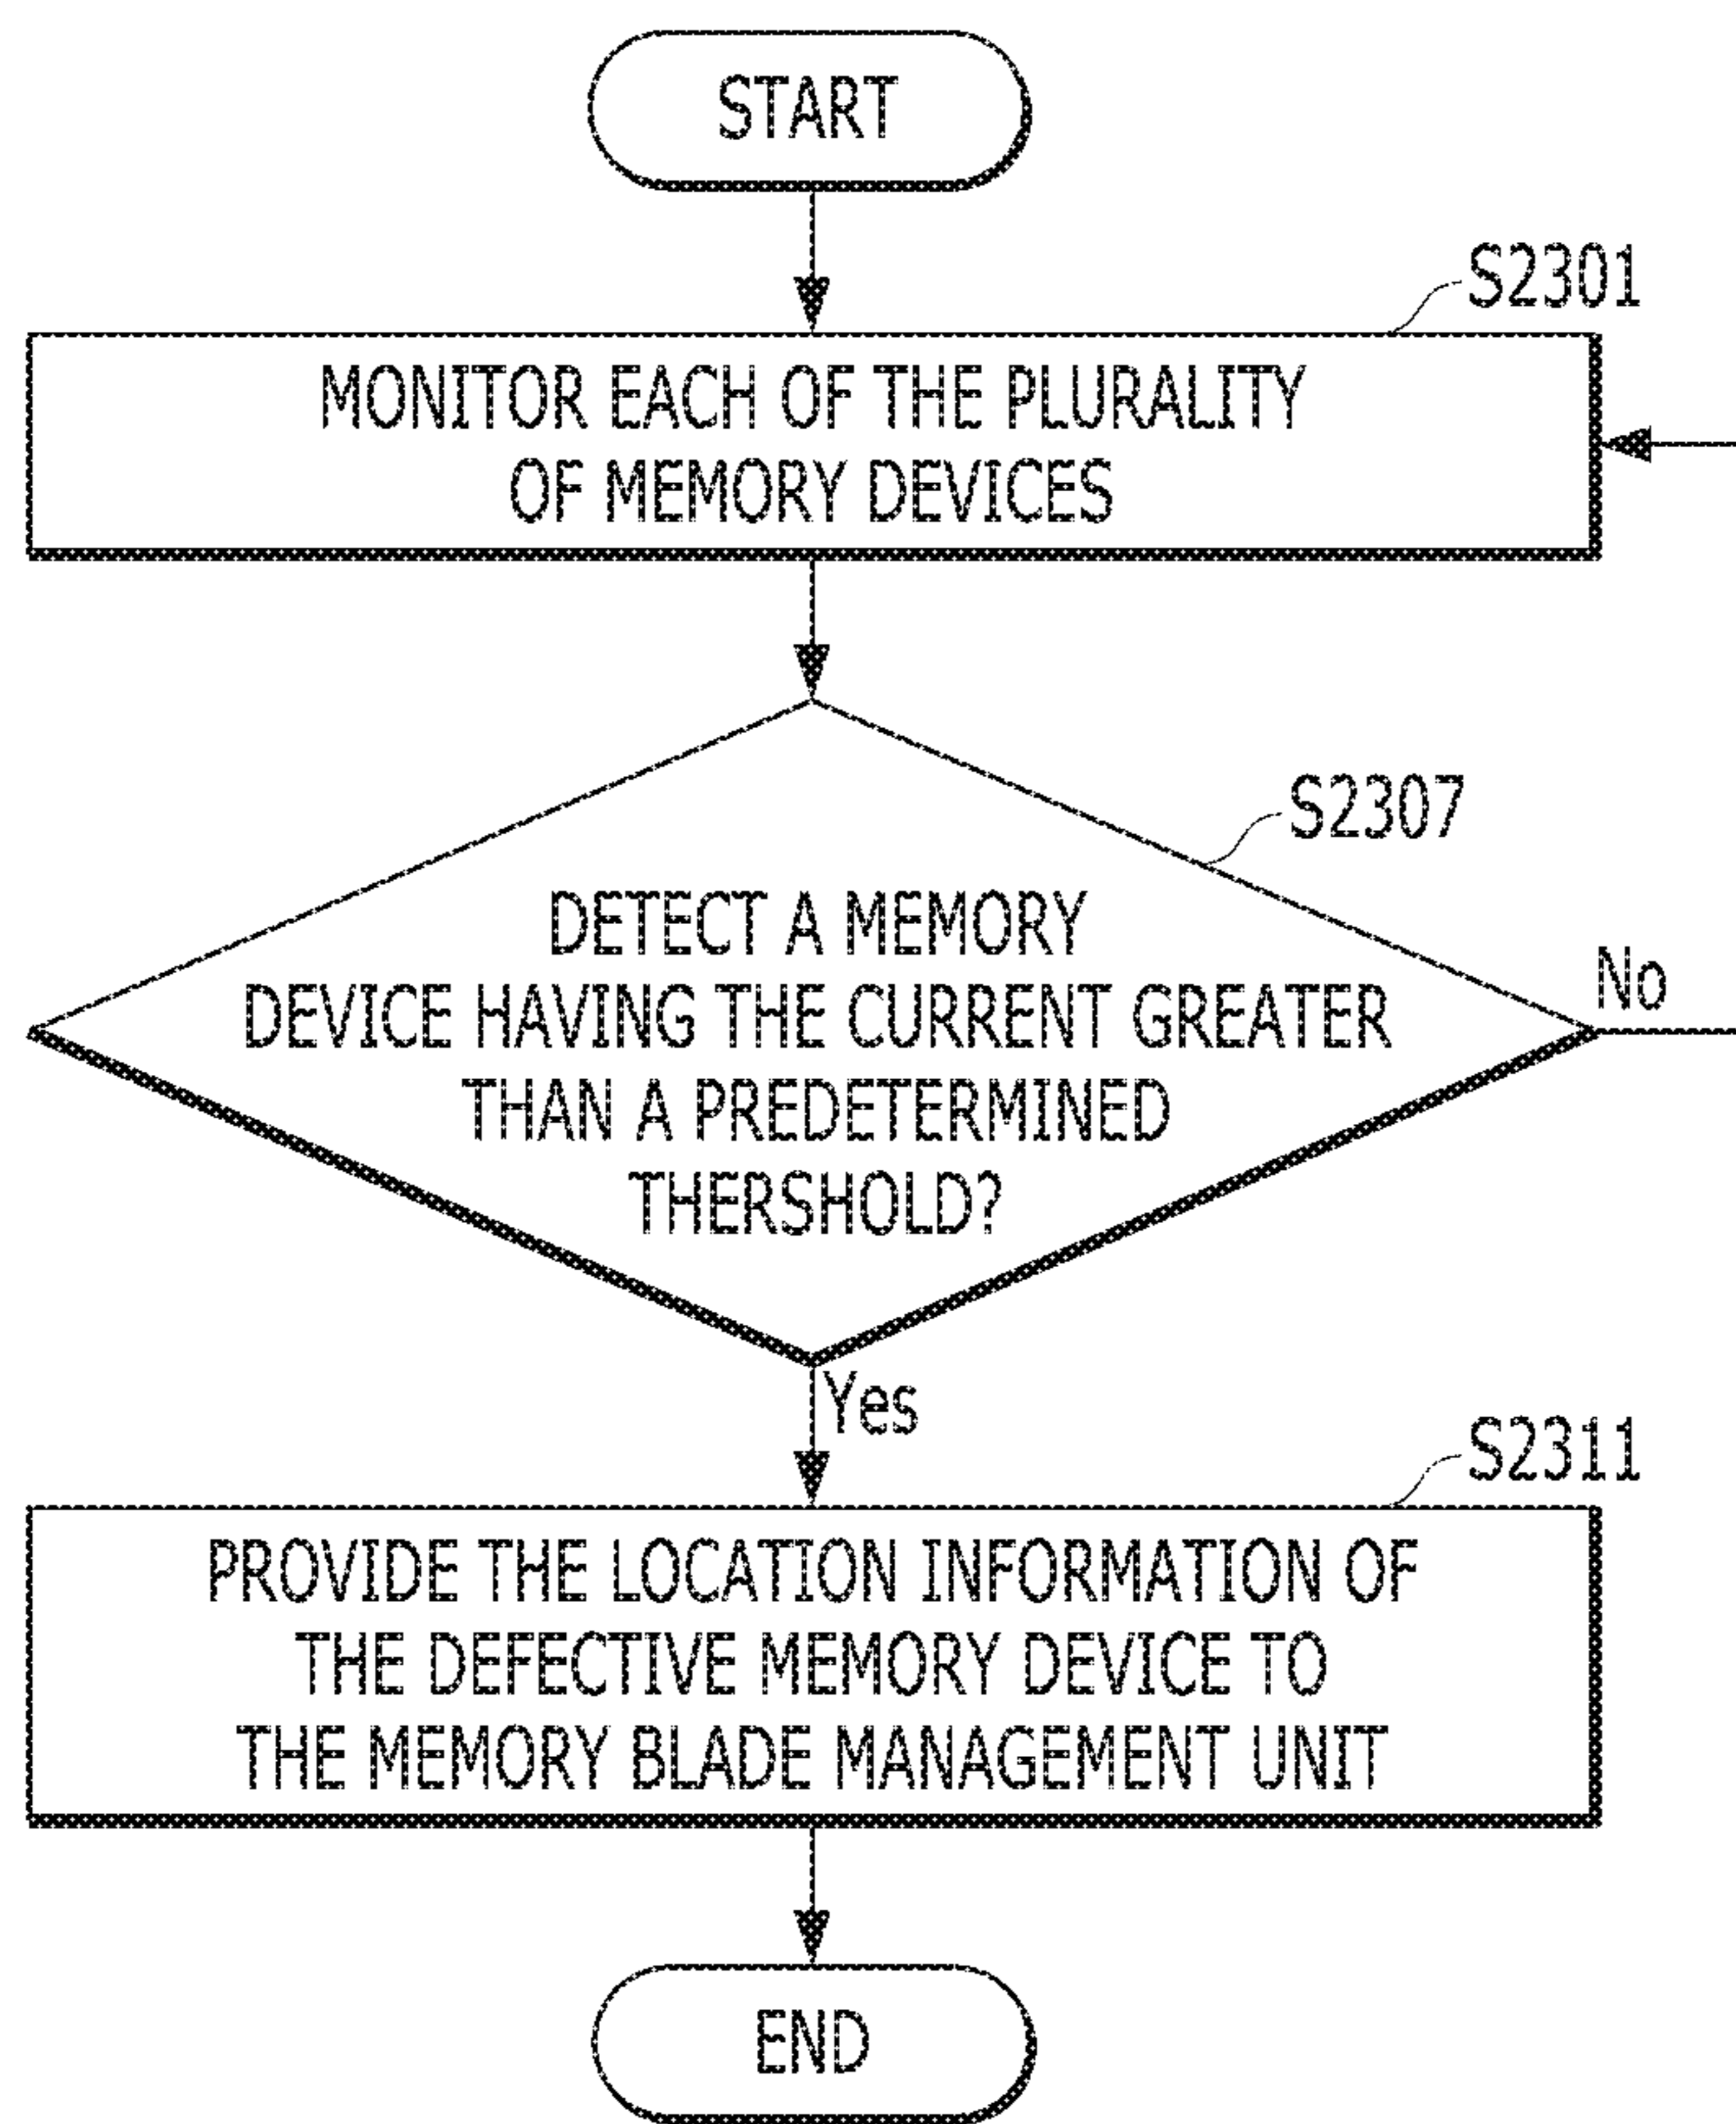 START
S2301
MONITOR EACH OF THE PLURALITY
OF MEMORY DEVICES
S2307
DETECT A MEMORY
DEVICE HAVING THE CURRENT GREATER
THAN A PREDETERMINED
THERSHOLD?
No
Yes
S2311
PROVIDE THE LOCATION INFORMATION OF
THE DEFECTIVE MEMORY DEVICE TO
THE MEMORY BLADE MANAGEMENT UNIT
END